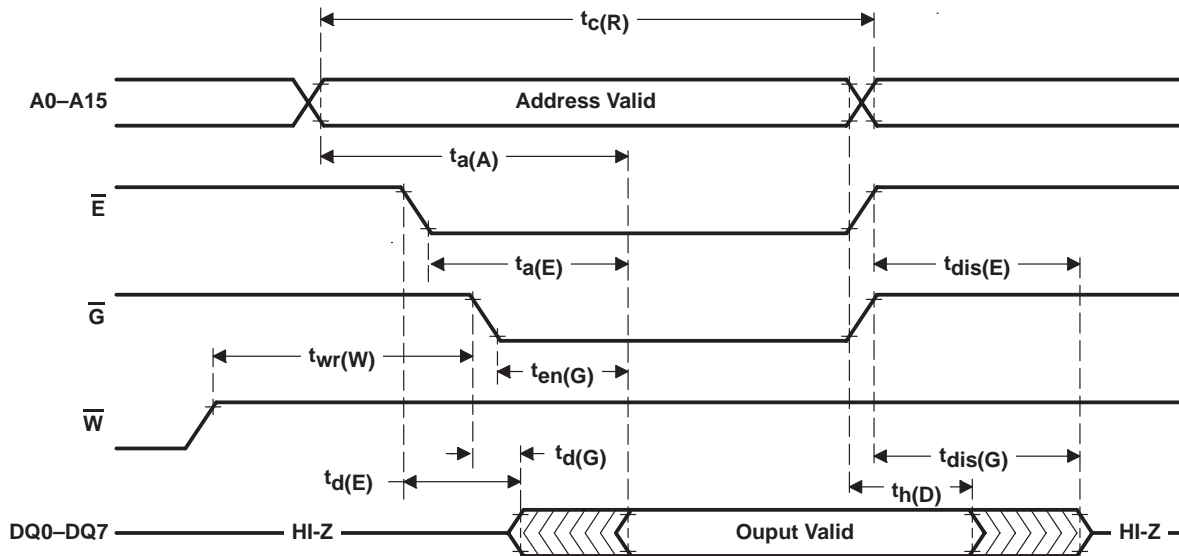 tc(R)
A0–A15
Address Valid
ta(A)
E
ta(E)
tdis(E)
G
twr(W)
ten(G)
W
td(G)
tdis(G)
td(E)
th(D)
DQ0–DQ7
HI-Z
Ouput Valid
HI-Z